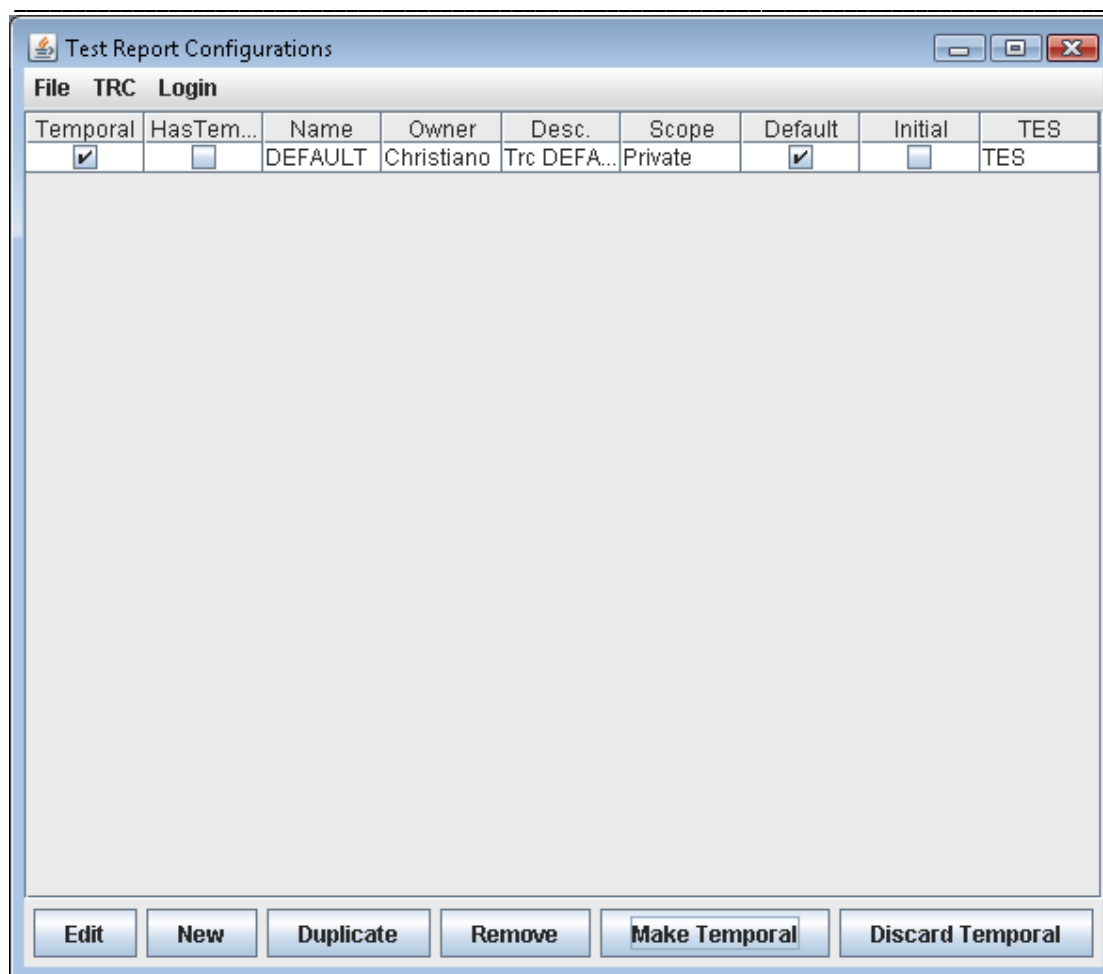 Test Report Configurations
File TRC Login
Temporal HasTem... Name Owner Desc. Scope Default Initial TES
DEFAULT Christiano Trc DEFA... Private TES
Edit New Duplicate Remove Make Temporal Discard Temporal